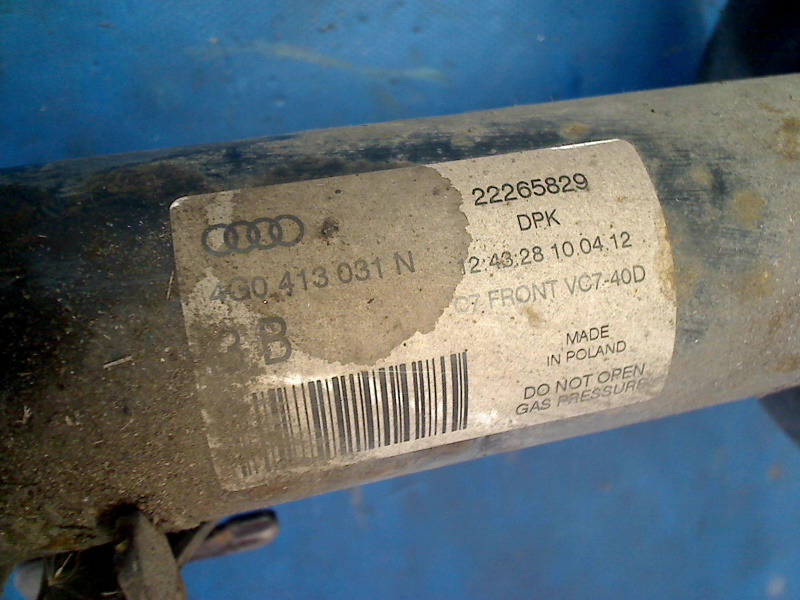 22265829
DPK
4G0 413 031 N
12:43:28 10.04.12
C7 FRONT VC7-40D
B
MADE
IN POLAND
DO NOT OPEN
GAS PRESSURE